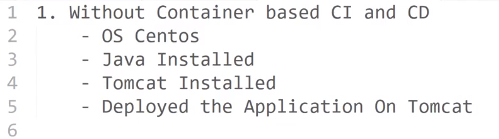 1 1. Without Container based CI and CD
2 - OS Centos
3 - Java Installed
4 - Tomcat Installed
5 - Deployed the Application On Tomcat
6